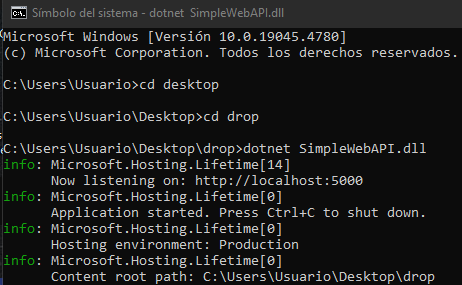 Símbolo del sistema - dotnet SimpleWebAPI.dll
Microsoft Windows [Versión 10.0.19045.4780]
(c) Microsoft Corporation. Todos los derechos reservados.
C:\Users\Usuario>cd desktop
C:\Users\Usuario\Desktop>cd drop
C:\Users\Usuario\Desktop\drop>dotnet SimpleWebAPI.dll
info: Microsoft.Hosting.Lifetime[14]
Now listening on: http://localhost:5000
info: Microsoft.Hosting.Lifetime[0]
Application started. Press Ctrl+C to shut down.
info: Microsoft.Hosting.Lifetime[0]
Hosting environment: Production
info: Microsoft.Hosting.Lifetime[0]
Content root path: C:\Users\Usuario\Desktop\drop